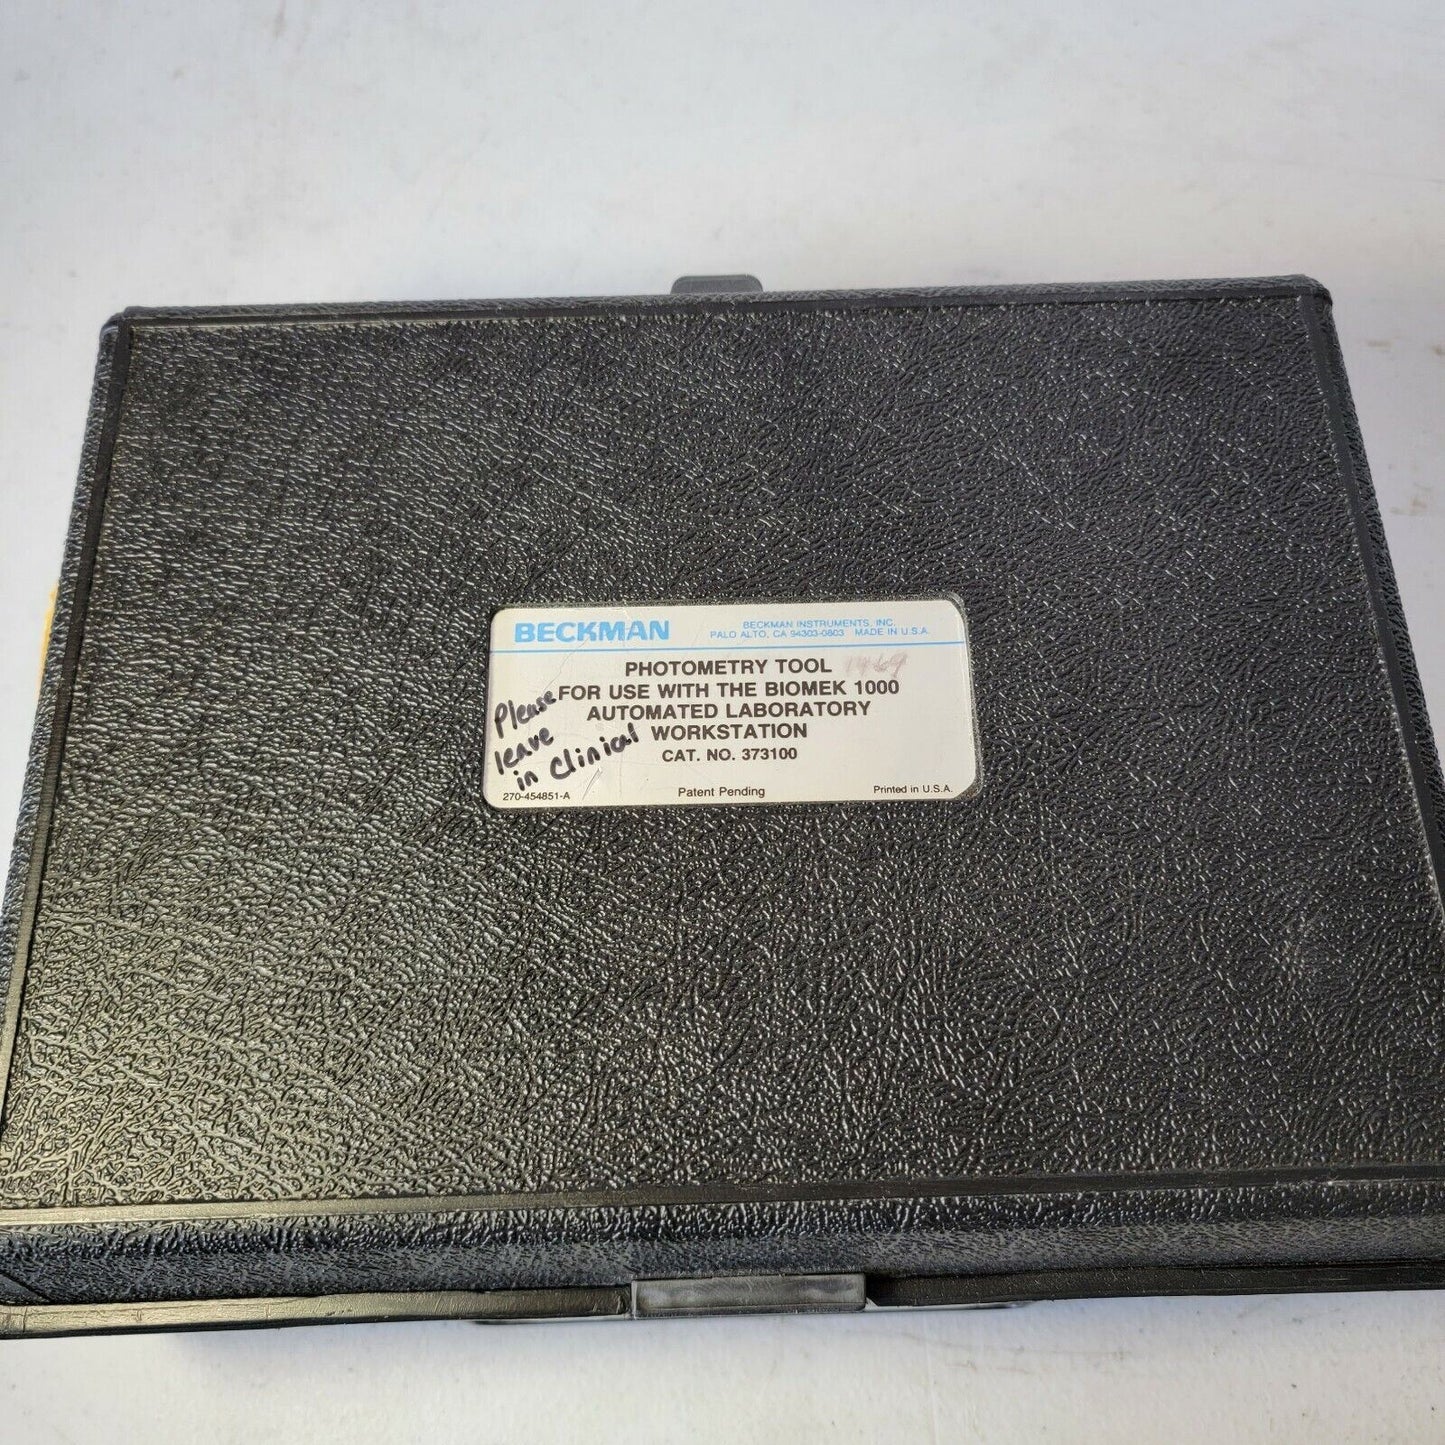 BECKMAN
BECKMAN INSTRUMENTS, INC.
PALO ALTO, CA 94303-0803 MADE IN U.S.A.
PHOTOMETRY TOOL
FOR USE WITH THE BIOMEK 1000
AUTOMATED LABORATORY
WORKSTATION
CAT. NO. 373100
Please
leave
in Clinical
270-454851-A
Patent Pending
Printed in U.S.A.